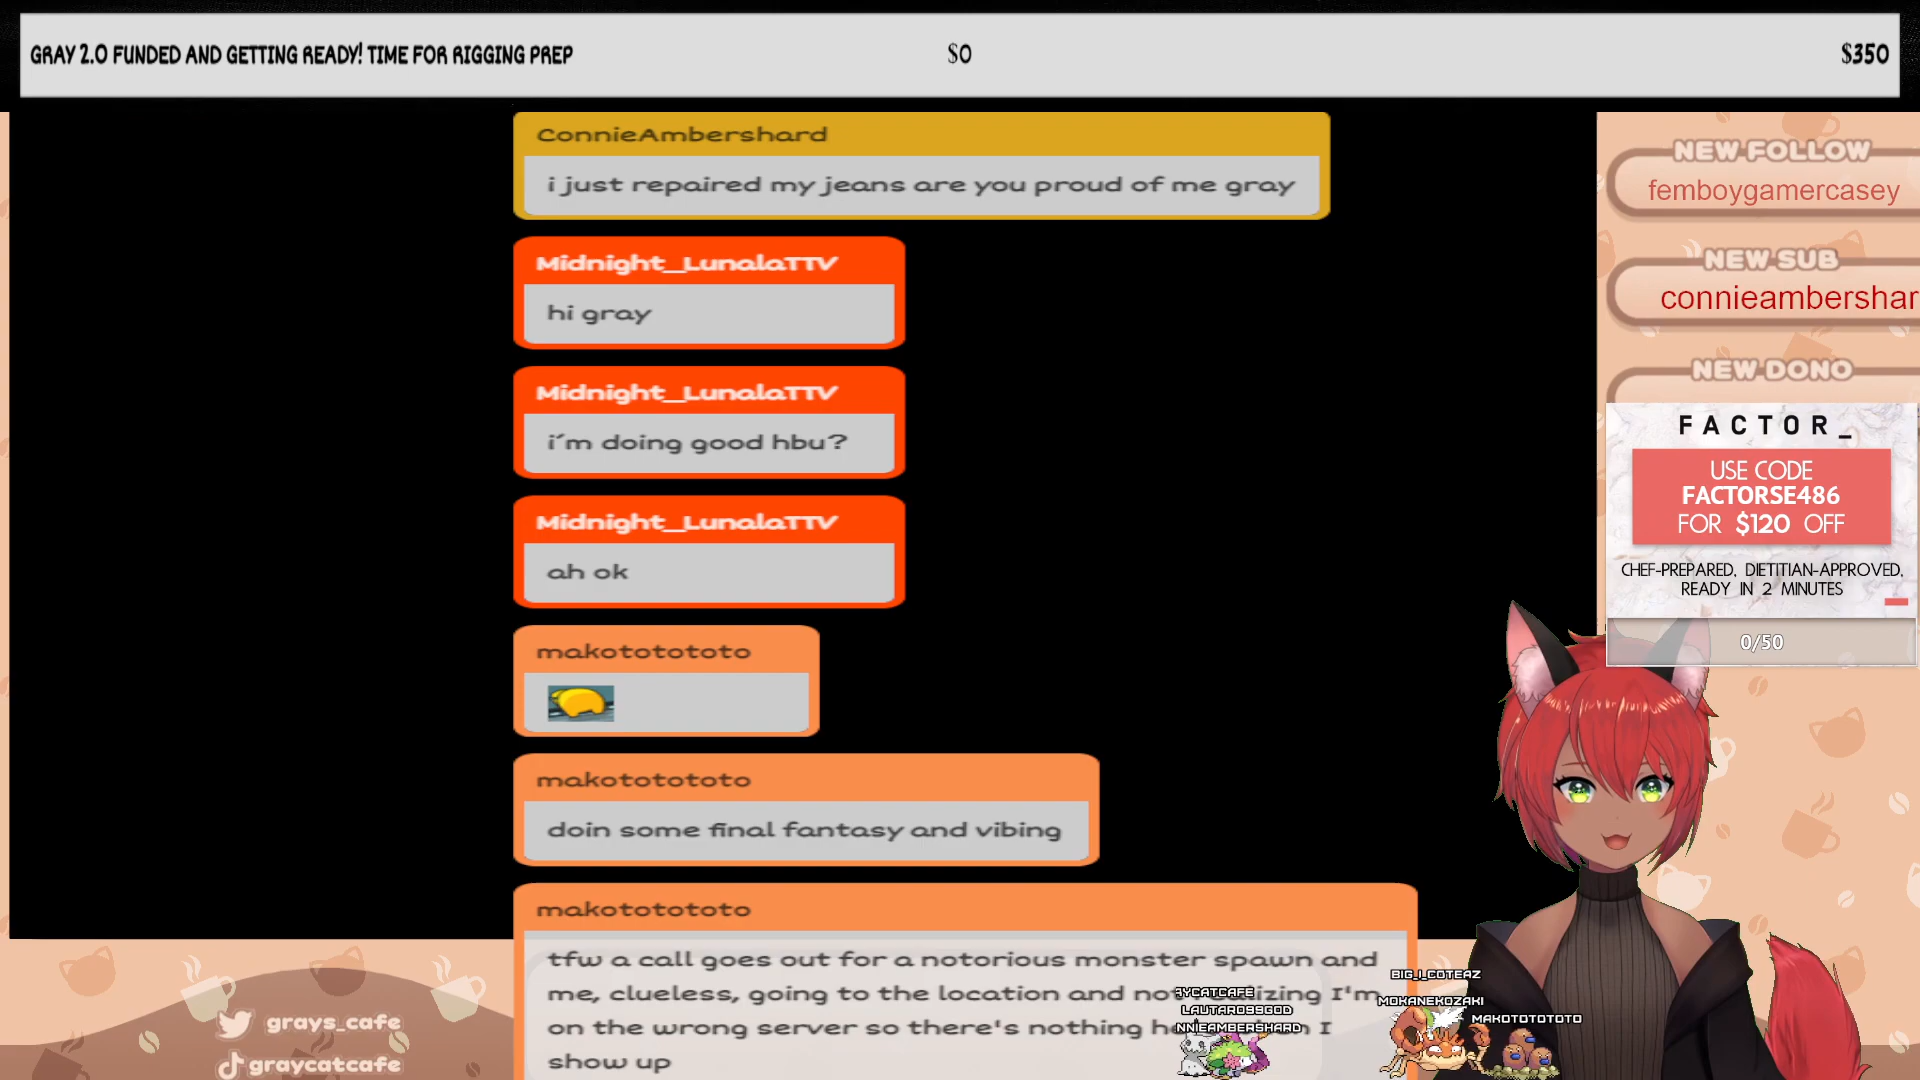 GRAY 2.0 FUNDED AND GETTING READY! TIME FOR RIGGING PREP $0 $350
ConnieAmbershard
i just repaired my jeans are you proud of me gray
Midnight_LunalaTTV
hi gray
Midnight_LunalaTTV
i'm doing good hbu?
Midnight_LunalaTTV
ah ok
makotototototo
doin some final fantasy and vibing
makotototototo
tfw a call goes out for a notorious monster spawn and
me, clueless, going to the location and not I'm
on the wrong server so there's nothing I
show up
NEW FOLLOW
femboygamercasey
NEW SUB
connieambershar
NEW DONO
FACTOR_
USE CODE
FACTORSE486
FOR $120 OFF
CHEF-PREPARED, DIETITIAN-APPROVED,
READY IN 2 MINUTES
0/50
grays_cafe
graycatcafe
AYCATCAFE
LAUTARO99GOD
NNIEAMBERSHARD
BIG_I_COTEAZ
MOKANEKOZAKI
MAKOTOTOTOTO